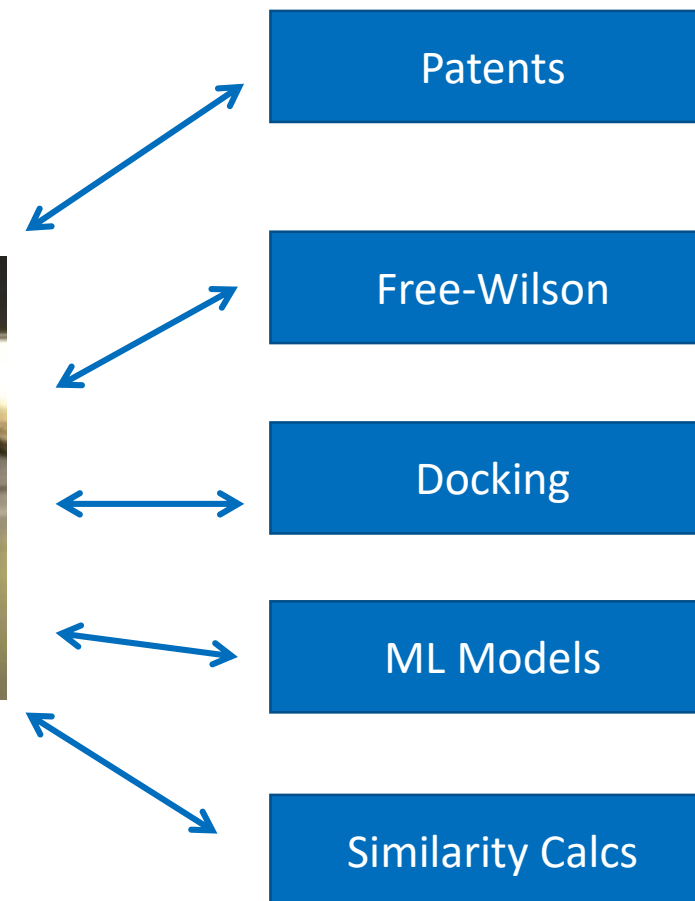 Patents
Free-Wilson
Docking
ML Models
Similarity Calcs